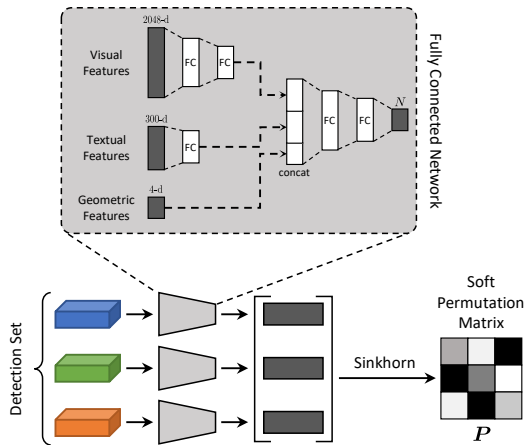 2048-d
Visual
Features
FC
FC
300-d
Textual
Features
FC
4-d
Geometric
Features
concat
FC
FC
N
Fully Connected Network
Detection Set
Sinkhorn
Soft
Permutation
Matrix
P